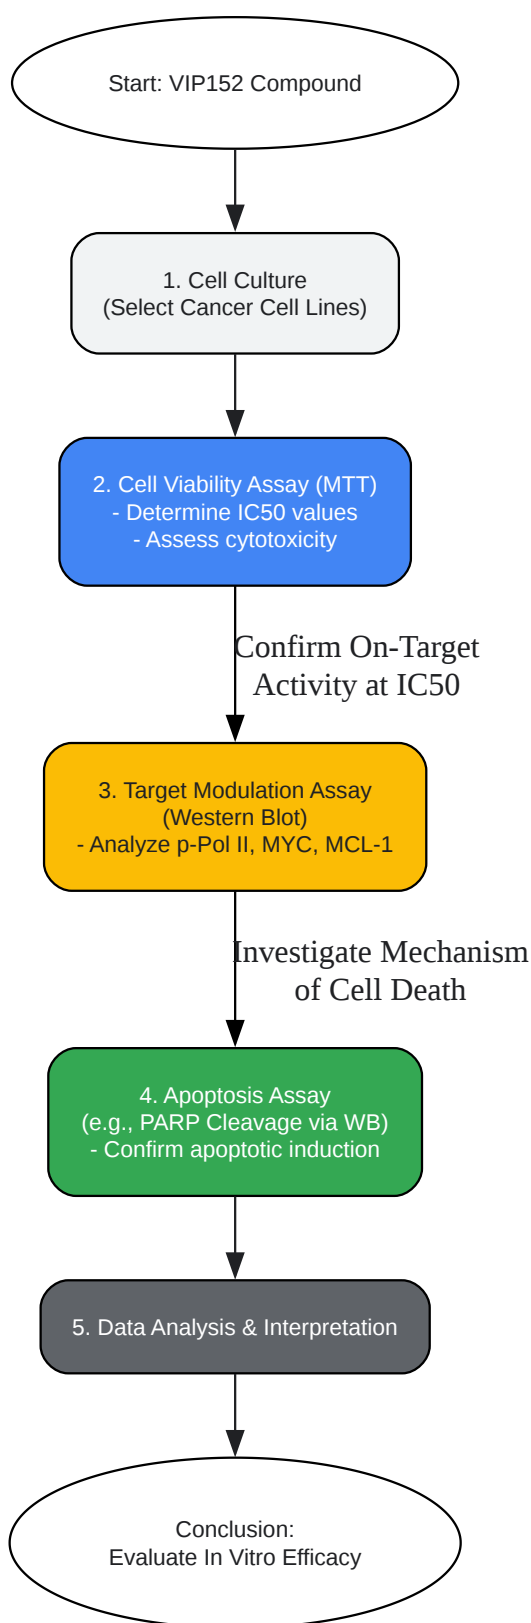 Start: VIP152 Compound
1. Cell Culture
(Select Cancer Cell Lines)
2. Cell Viability Assay (MTT)
- Determine IC50 values
- Assess cytotoxicity
Confirm On-Target
Activity at IC50
3. Target Modulation Assay
(Western Blot)
- Analyze p-Pol II, MYC, MCL-1
Investigate Mechanism
of Cell Death
4. Apoptosis Assay
(e.g., PARP Cleavage via WB)
- Confirm apoptotic induction
5. Data Analysis & Interpretation
Conclusion:
Evaluate In Vitro Efficacy